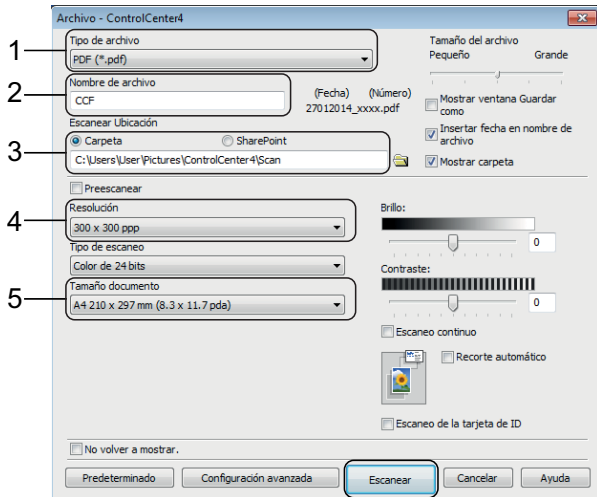 Archivo - ControlCenter4
1
Tipo de archivo
PDF (*.pdf)
Tamaño del archivo
Pequeño Grande
2
Nombre de archivo
CCF
(Fecha) (Número)
27012014_xxxx.pdf
Mostrar ventana Guardar
como
Insertar fecha en nombre de
archivo
Mostrar carpeta
3
Escanear Ubicación
Carpeta SharePoint
C:\Users\User\Pictures\ControlCenter4\Scan
Preescanear
4
Resolución
300 x 300 ppp
Tipo de escaneo
Color de 24 bits
5
Tamaño documento
A4 210 x 297 mm (8.3 x 11.7 pda)
Brillo:
0
Contraste:
0
Escaneo continuo
Recorte automático
Escaneo de la tarjeta de ID
No volver a mostrar.
Predeterminado Configuración avanzada Escanear Cancelar Ayuda